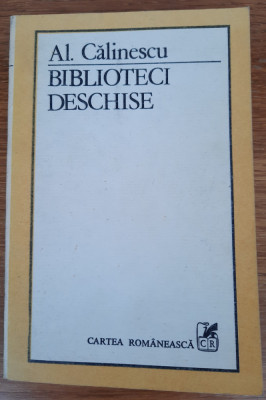 Al. Călinescu
BIBLIOTECI
DESCHISE
CARTEA ROMÂNEASCĂ
CR